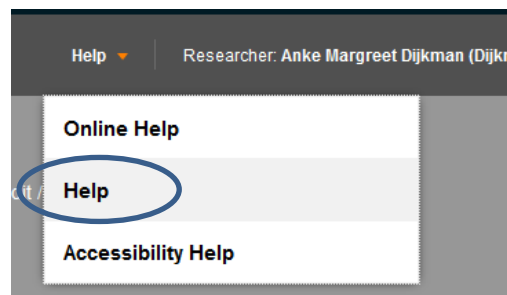 Help Researcher: Anke Margreet Dijkman
Online Help
Help
Accessibility Help